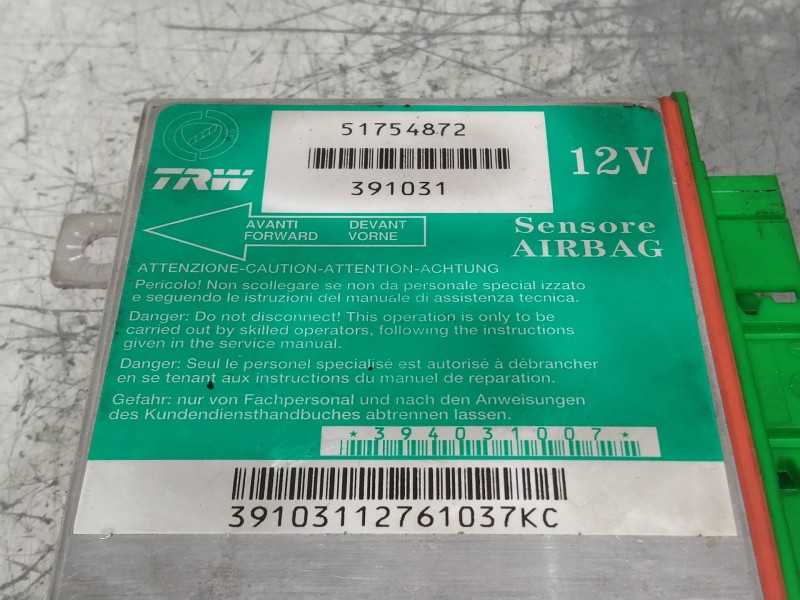 51754872
391031
12V
TRW
AVANTI DEVANT
FORWARD VORNE
Sensore
AIRBAG
ATTENZIONE-CAUTION-ATTENTION-ACHTUNG
Pericolo! Non scollegare se non da personale special izzato
e seguendo le istruzioni del manuale di assistenza tecnica.
Danger: Do not disconnect! This operation is only to be
carried out by skilled operators, following the instructions
given in the service manual.
Danger: Seul le personel specialisé est autorisé à débrancher
en se tenant aux instructions du manuel de reparation.
Gefahr: nur von Fachpersonal und nach den Anweisungen
des Kundendiensthandbuches abtrennen lassen.
*394031007*
39103112761037KC